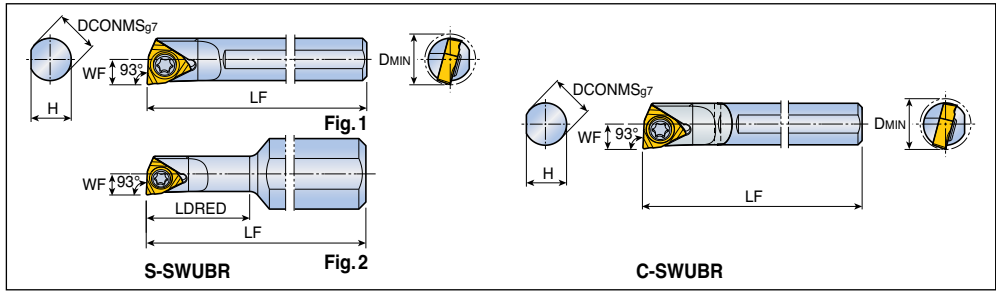 DCONMSg7
WF
93°
H
LF
DMIN
Fig.1
WF
93°
LDRED
LF
S-SWUBR
Fig.2
DCONMSg7
WF
93°
H
LF
DMIN
C-SWUBR